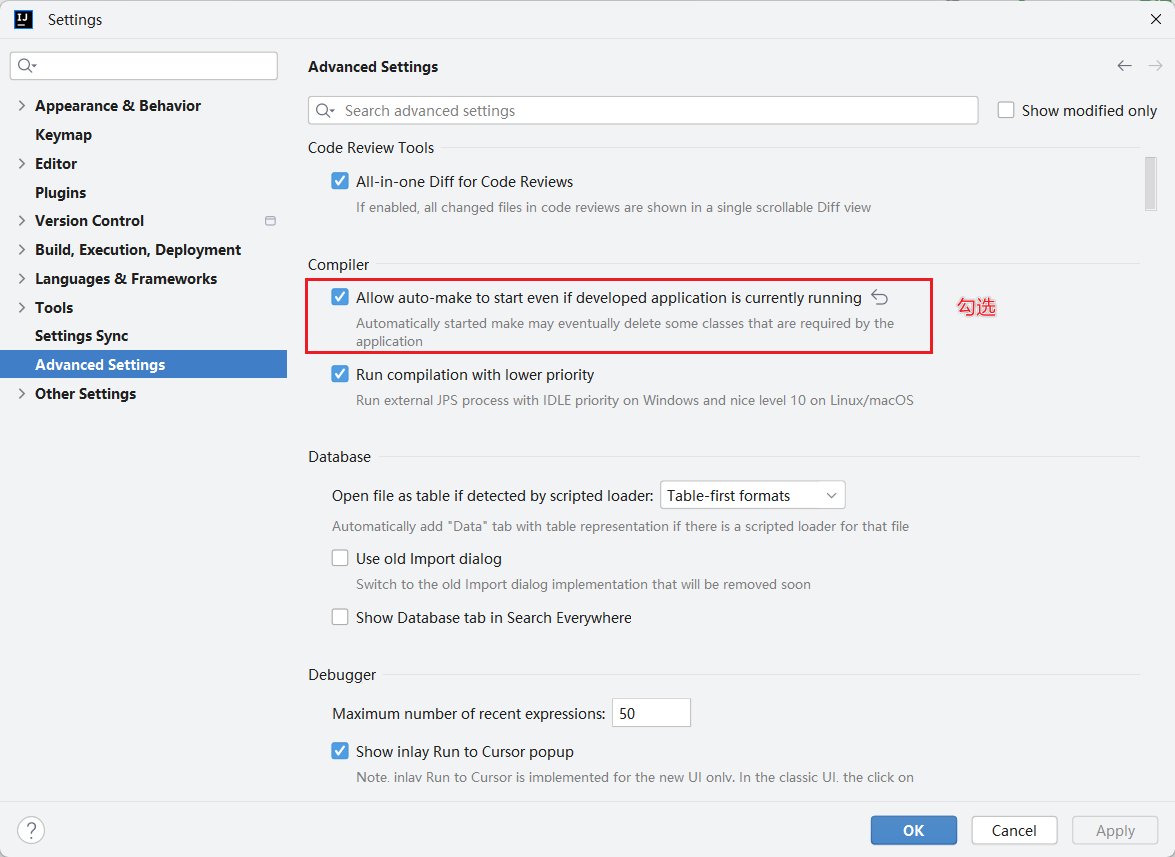 Settings
Advanced Settings
Appearance & Behavior
Keymap
Editor
Plugins
Version Control
Build, Execution, Deployment
Languages & Frameworks
Tools
Settings Sync
Advanced Settings
Other Settings
Search advanced settings
Show modified only
Code Review Tools
All-in-one Diff for Code Reviews
If enabled, all changed files in code reviews are shown in a single scrollable Diff view
Compiler
Allow auto-make to start even if developed application is currently running
勾选
Automatically started make may eventually delete some classes that are required by the
application
Run compilation with lower priority
Run external JPS process with IDLE priority on Windows and nice level 10 on Linux/macOS
Database
Open file as table if detected by scripted loader: Table-first formats
Automatically add "Data" tab with table representation if there is a scripted loader for that file
Use old Import dialog
Switch to the old Import dialog implementation that will be removed soon
Show Database tab in Search Everywhere
Debugger
Maximum number of recent expressions: 50
Show inlay Run to Cursor popup
Note, inlay Run to Cursor is implemented for the new UI only. In the classic UI, the click on
?
OK
Cancel
Apply